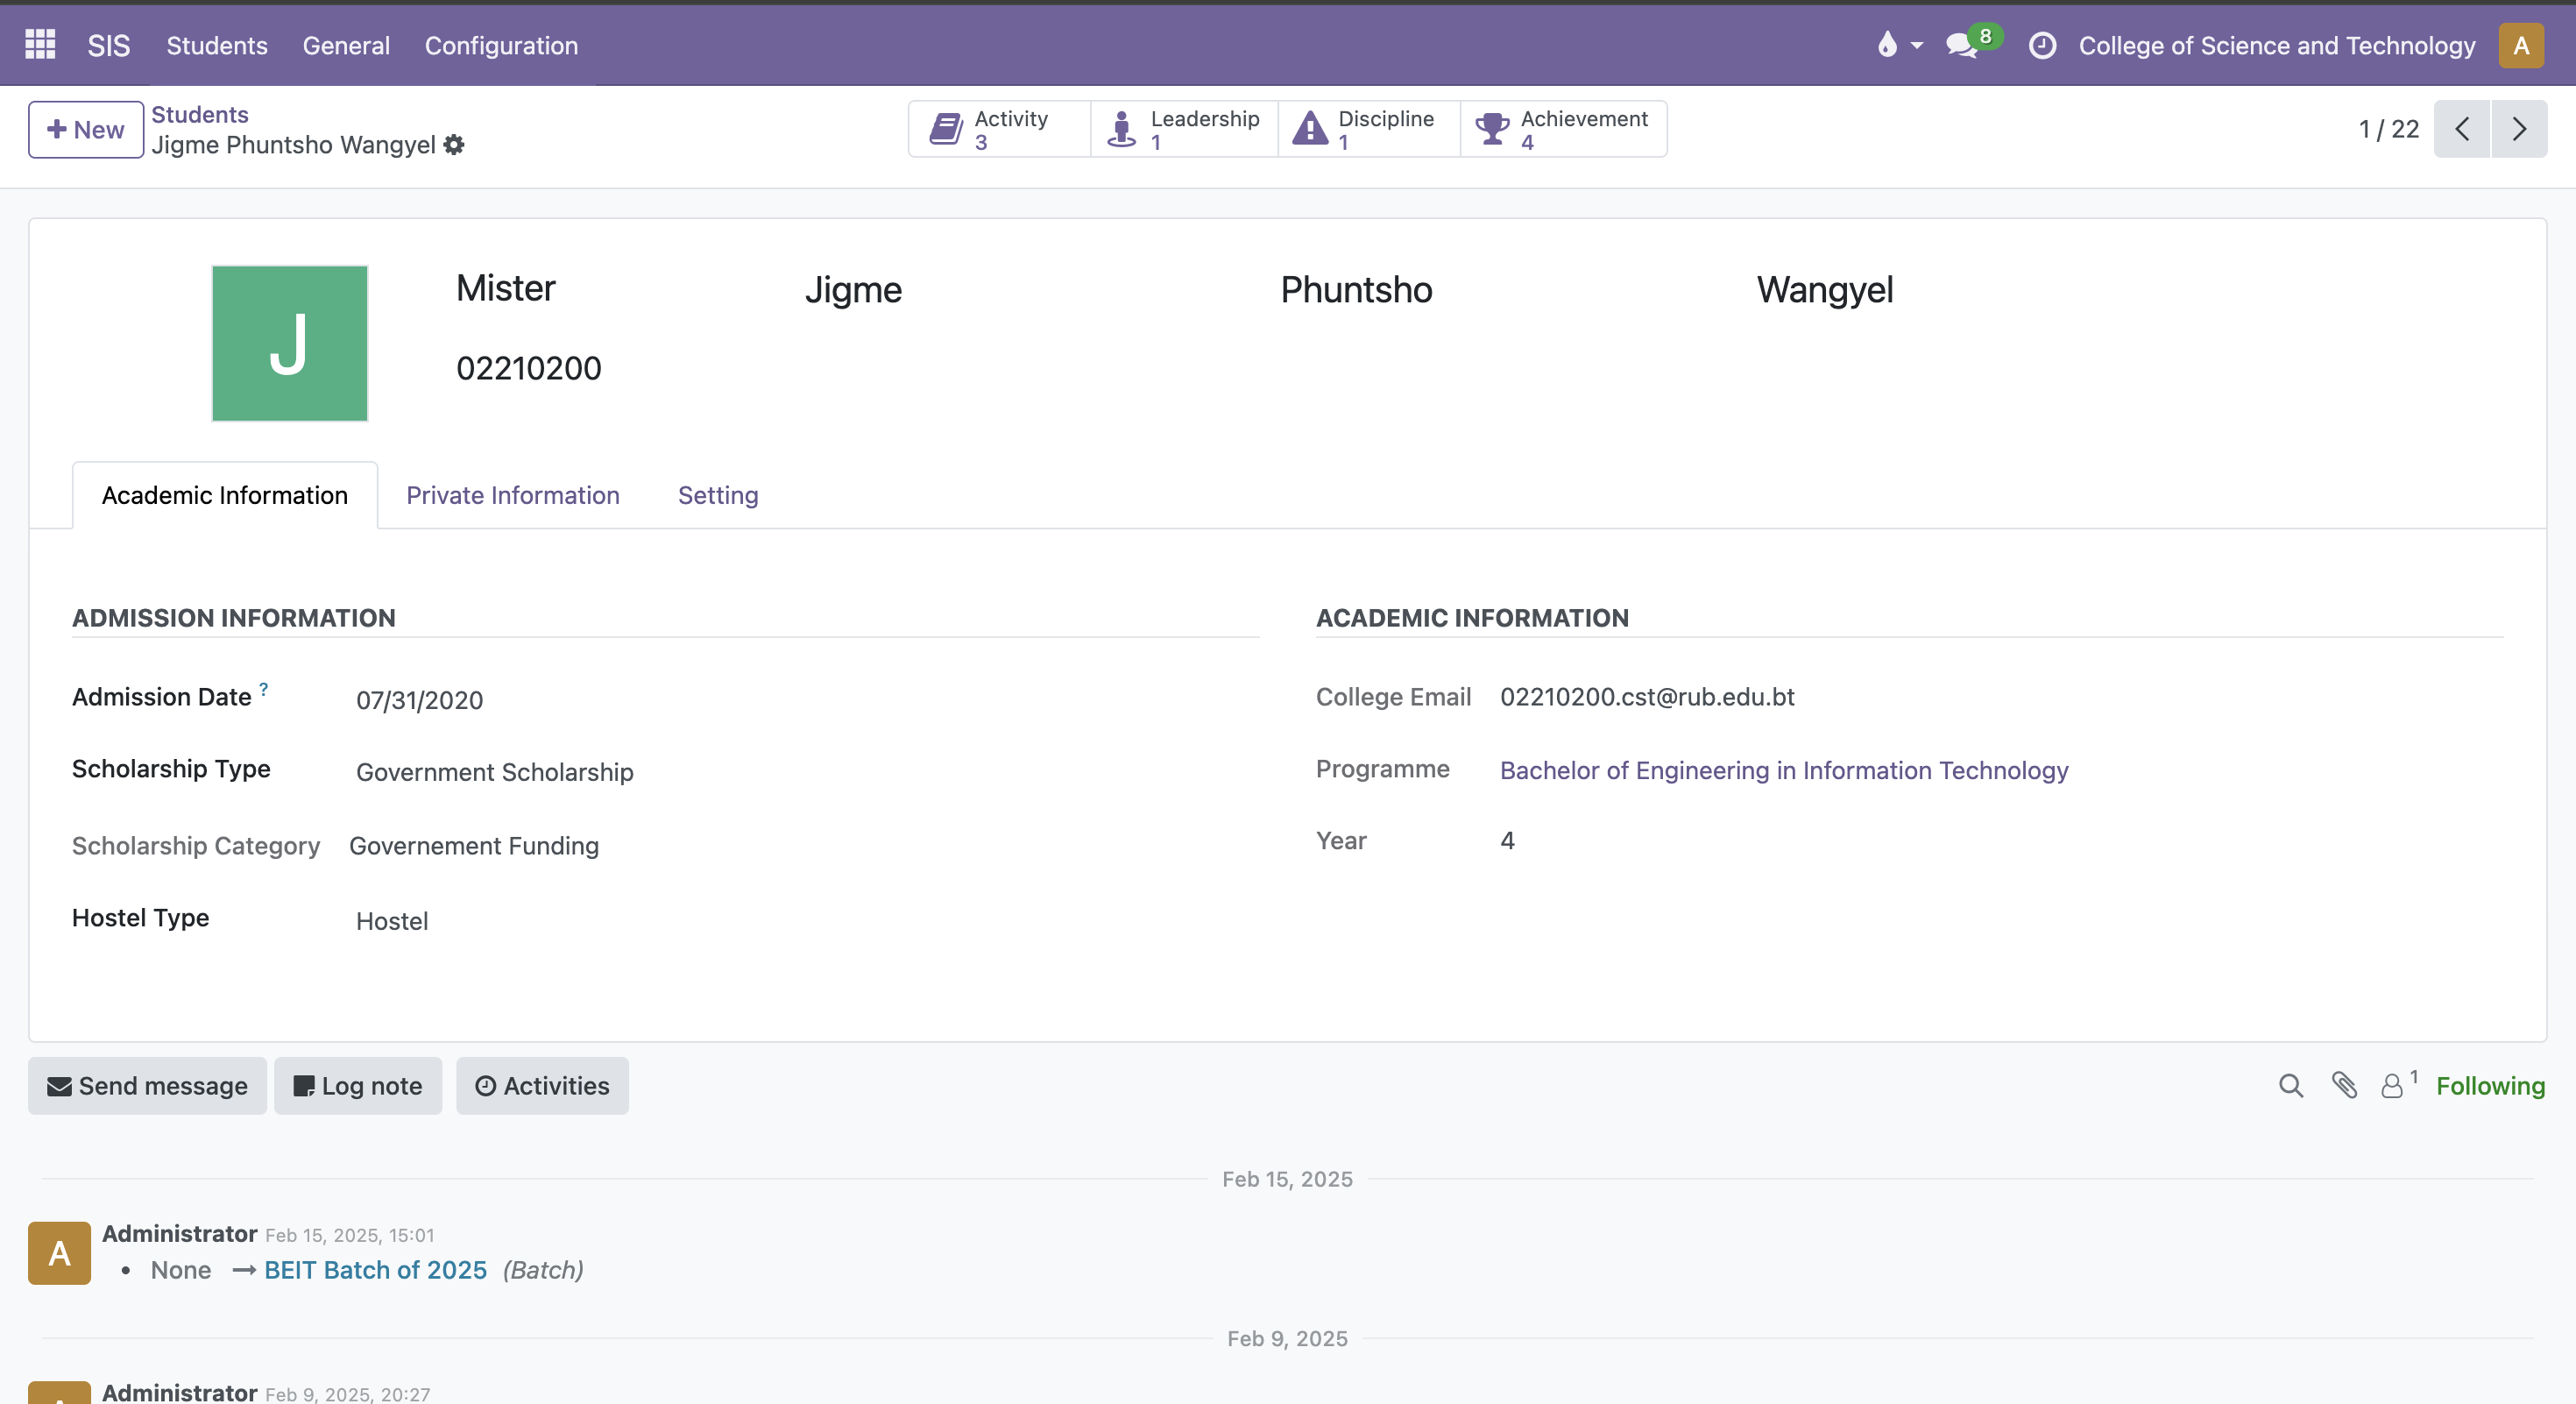 SIS Students General Configuration 8 College of Science and Technology A
New
Students
Jigme Phuntsho Wangyel
Activity 3
Leadership 1
Discipline 1
Achievement 4
1 / 22
J
Mister Jigme Phuntsho Wangyel
02210200
Academic Information Private Information Setting
ADMISSION INFORMATION
Admission Date ? 07/31/2020
Scholarship Type Government Scholarship
Scholarship Category Governement Funding
Hostel Type Hostel
ACADEMIC INFORMATION
College Email 02210200.cst@rub.edu.bt
Programme Bachelor of Engineering in Information Technology
Year 4
Send message Log note Activities 1 Following
Feb 15, 2025
A Administrator Feb 15, 2025, 15:01
• None → BEIT Batch of 2025 (Batch)
Feb 9, 2025
Administrator Feb 9, 2025, 20:27